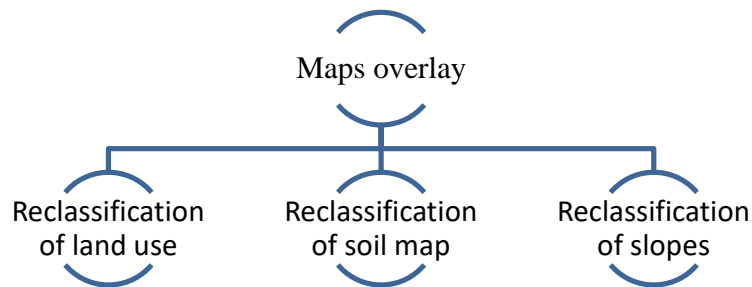 Maps overlay
Reclassification
of land use
Reclassification
of soil map
Reclassification
of slopes